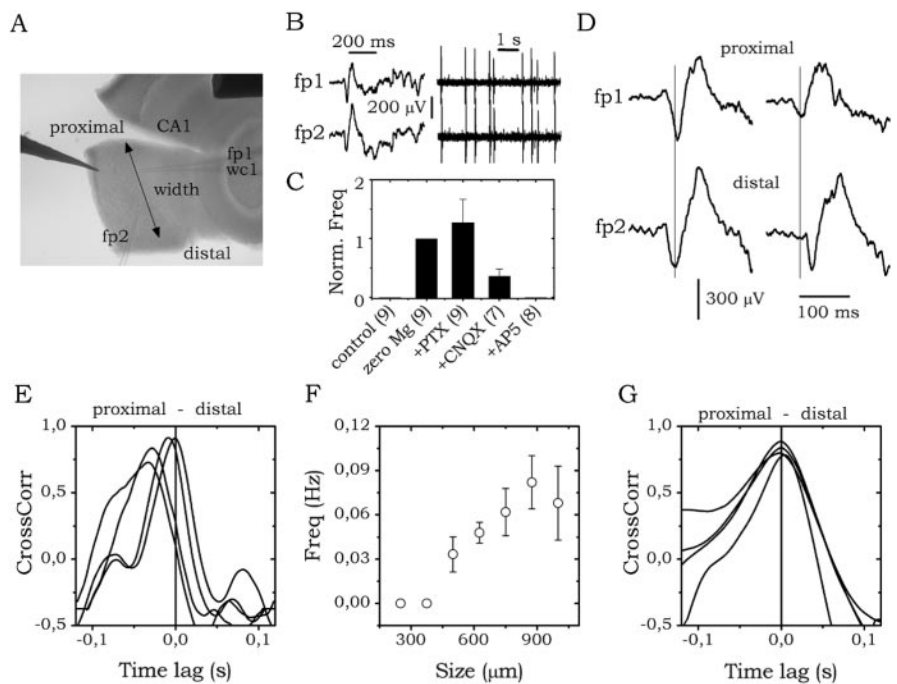 A
proximal
CA1
fp1
wc1
width
fp2
distal
B
200 ms
1 s
fp1
200 µV
fp2
C
Norm. Freq
2
1
0
control (9)
zero Mg (9)
+PTX (9)
+CNQX (7)
+AP5 (8)
D
proximal
fp1
distal
fp2
300 µV
100 ms
E
proximal - distal
CrossCorr
1,0
0,5
0,0
-0,5
-0,1 0,0 0,1
Time lag (s)
F
Freq (Hz)
0,12
0,09
0,06
0,03
0,00
300 600 900
Size (µm)
G
proximal - distal
CrossCorr
1,0
0,5
0,0
-0,5
-0,1 0,0 0,1
Time lag (s)